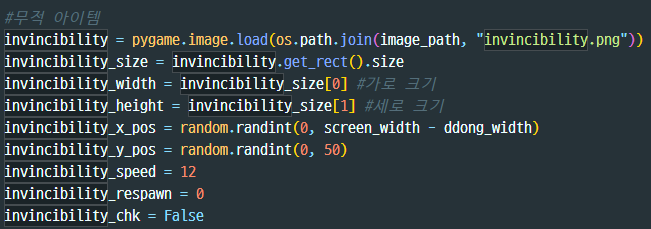 #무적 아이템
invincibility = pygame.image.load(os.path.join(image_path, "invincibility.png"))
invincibility_size = invincibility.get_rect().size
invincibility_width = invincibility_size[0] #가로 크기
invincibility_height = invincibility_size[1] #세로 크기
invincibility_x_pos = random.randint(0, screen_width - ddong_width)
invincibility_y_pos = random.randint(0, 50)
invincibility_speed = 12
invincibility_respawn = 0
invincibility_chk = False